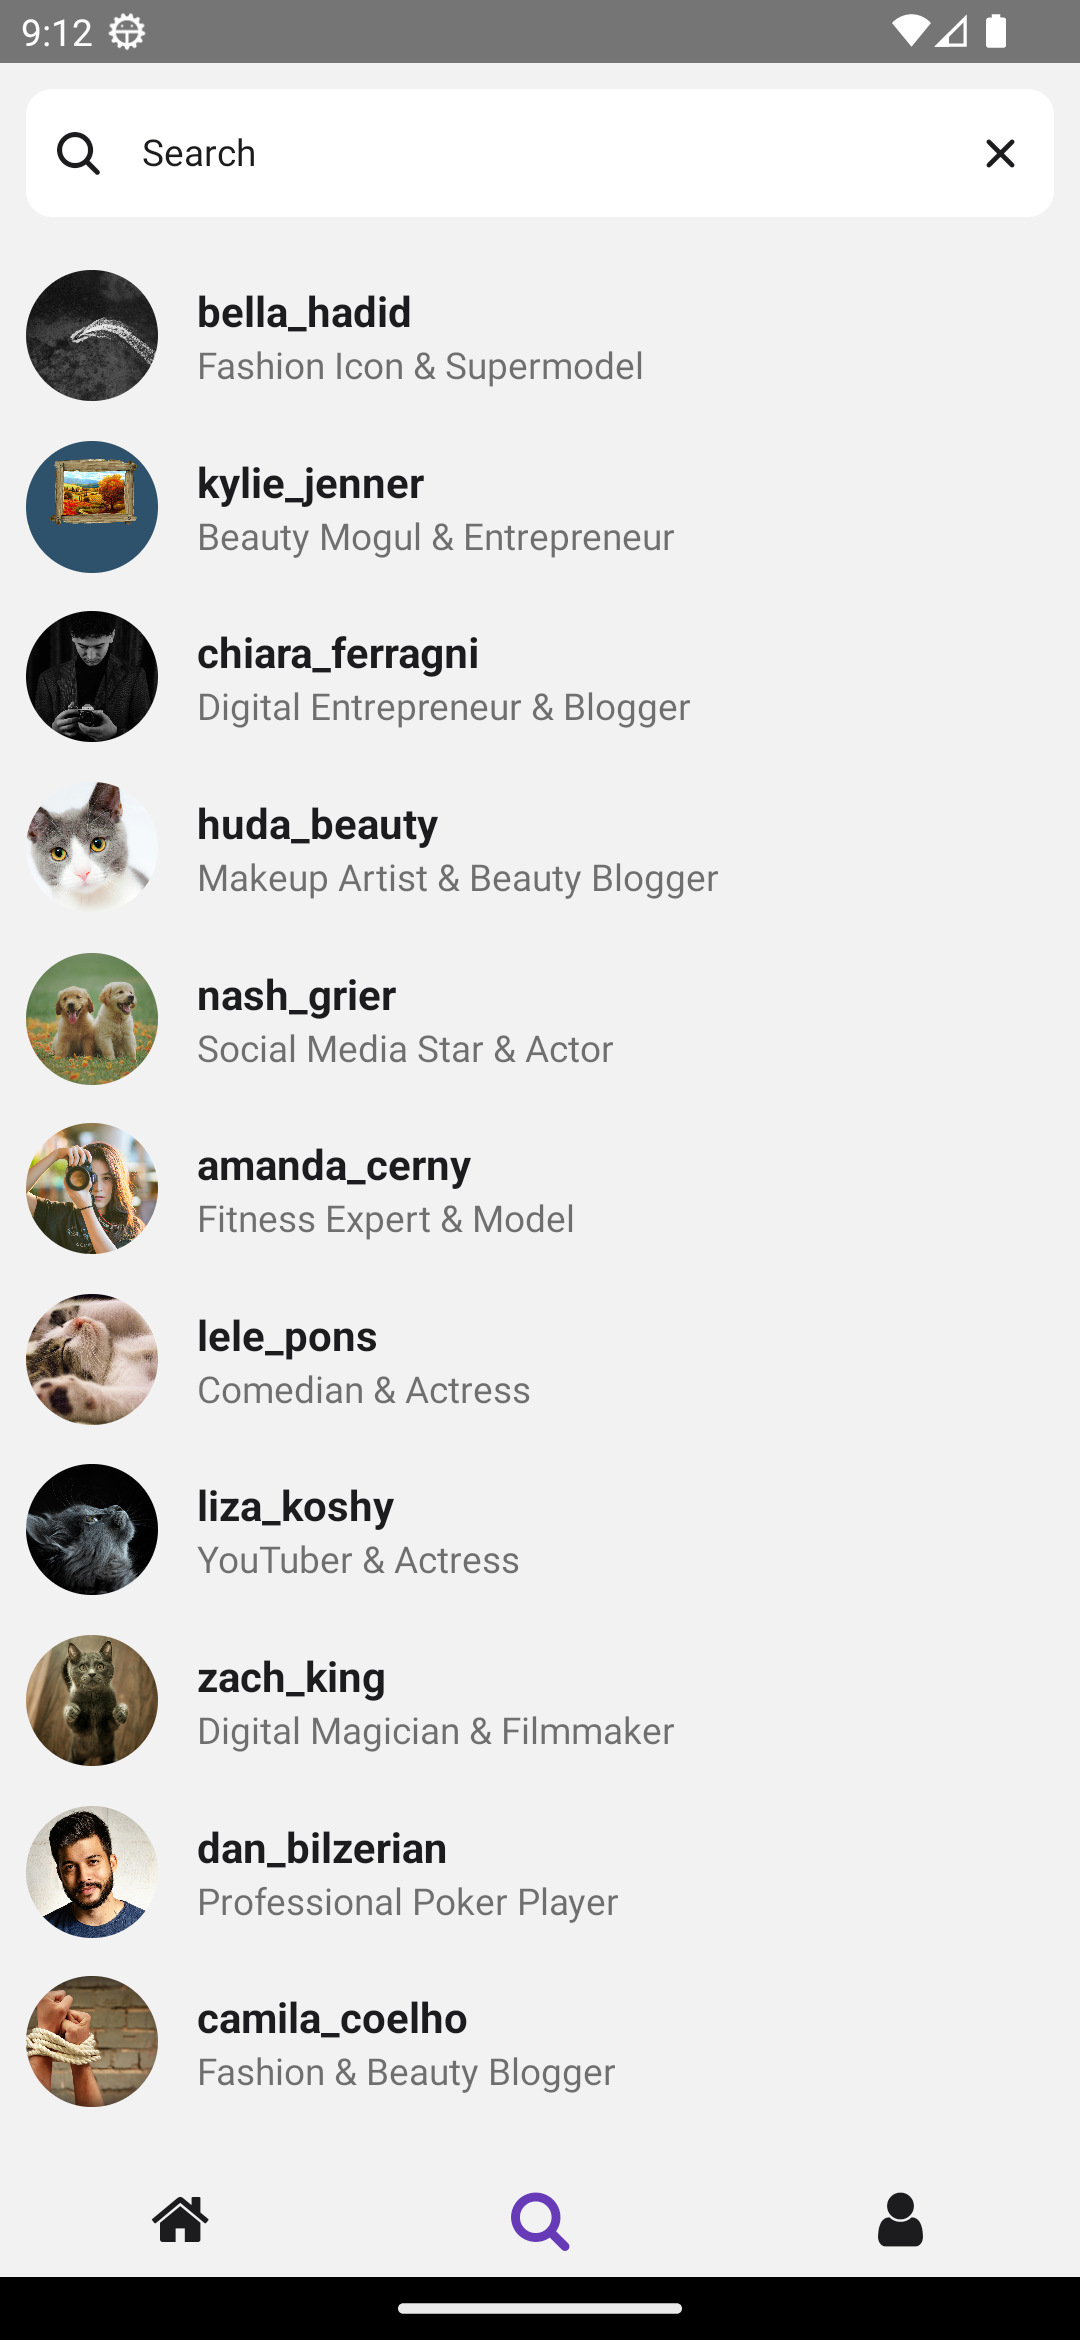 9:12
Search
bella_hadid
Fashion Icon & Supermodel
kylie_jenner
Beauty Mogul & Entrepreneur
chiara_ferragni
Digital Entrepreneur & Blogger
huda_beauty
Makeup Artist & Beauty Blogger
nash_grier
Social Media Star & Actor
amanda_cerny
Fitness Expert & Model
lele_pons
Comedian & Actress
liza_koshy
YouTuber & Actress
zach_king
Digital Magician & Filmmaker
dan_bilzerian
Professional Poker Player
camila_coelho
Fashion & Beauty Blogger